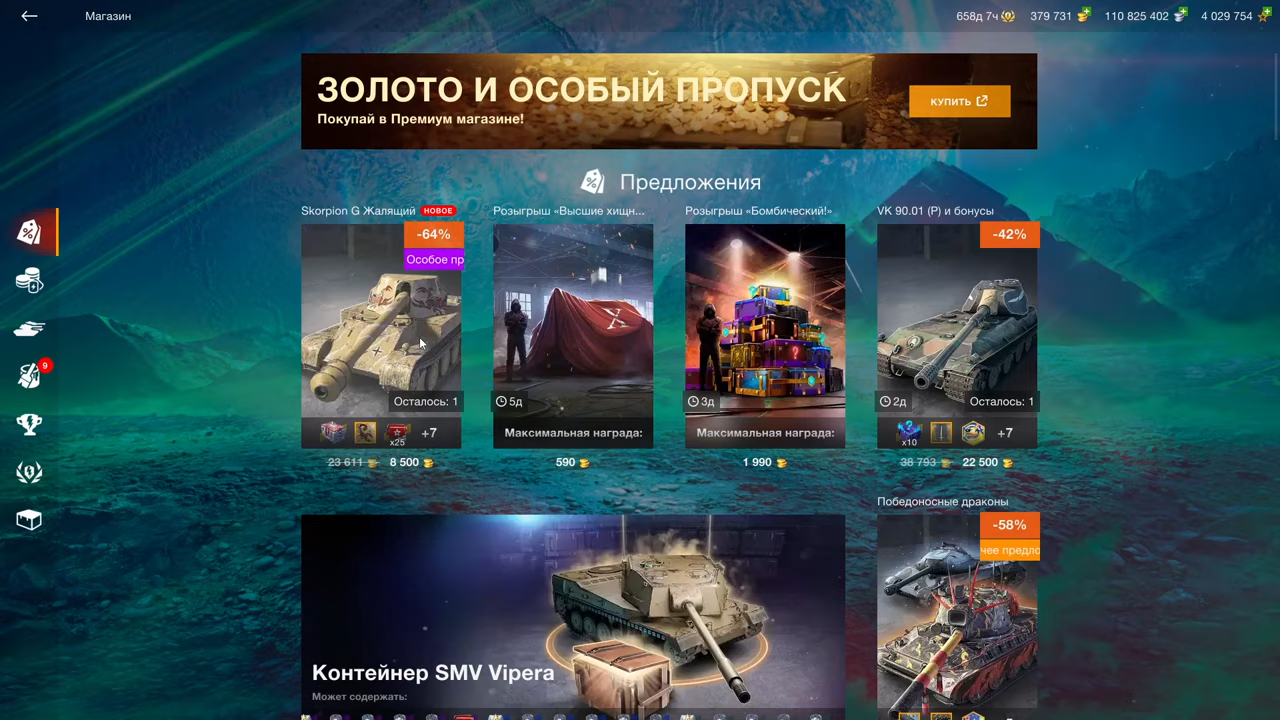 Магазин
658д 7ч
379 731
110 825 402
4 029 754
ЗОЛОТО И ОСОБЫЙ ПРОПУСК
Покупай в Премиум магазине!
КУПИТЬ
Предложения
Skorpion G Жалящий
НОВОЕ
Розыгрыш «Высшие хищн...
Розыгрыш «Бомбический!»
VK 90.01 (P) и бонусы
-64%
Особое пр
-42%
9
X
Осталось: 1
5д
3д
2д
Осталось: 1
x25
+7
Максимальная награда:
Максимальная награда:
x10
+7
23 611
8 500
590
1 990
38 793
22 500
Победоносные драконы
-58%
чее предло
Контейнер SMV Vipera
Может содержать: